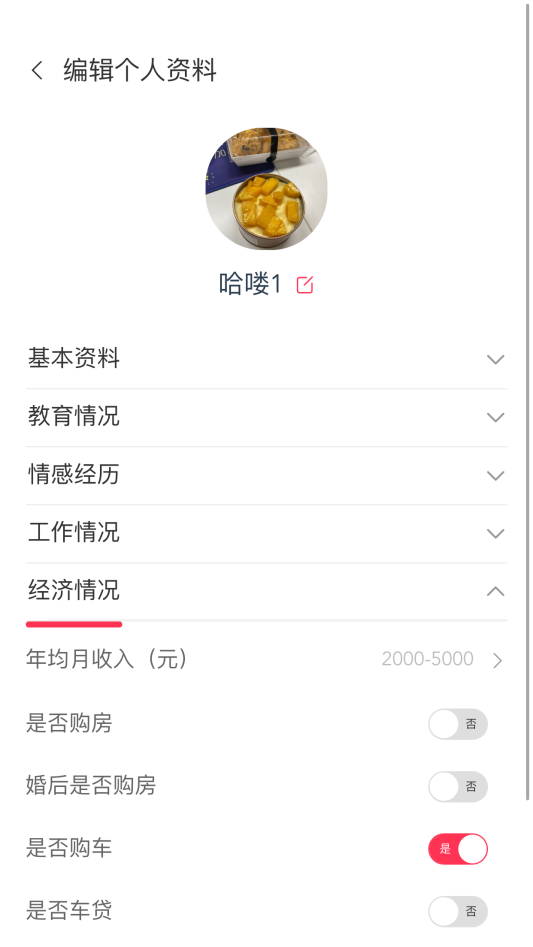 编辑个人资料
哈喽1
基本资料
教育情况
情感经历
工作情况
经济情况
年均月收入（元） 2000-5000
是否购房 否
婚后是否购房 否
是否购车 是
是否车贷 否